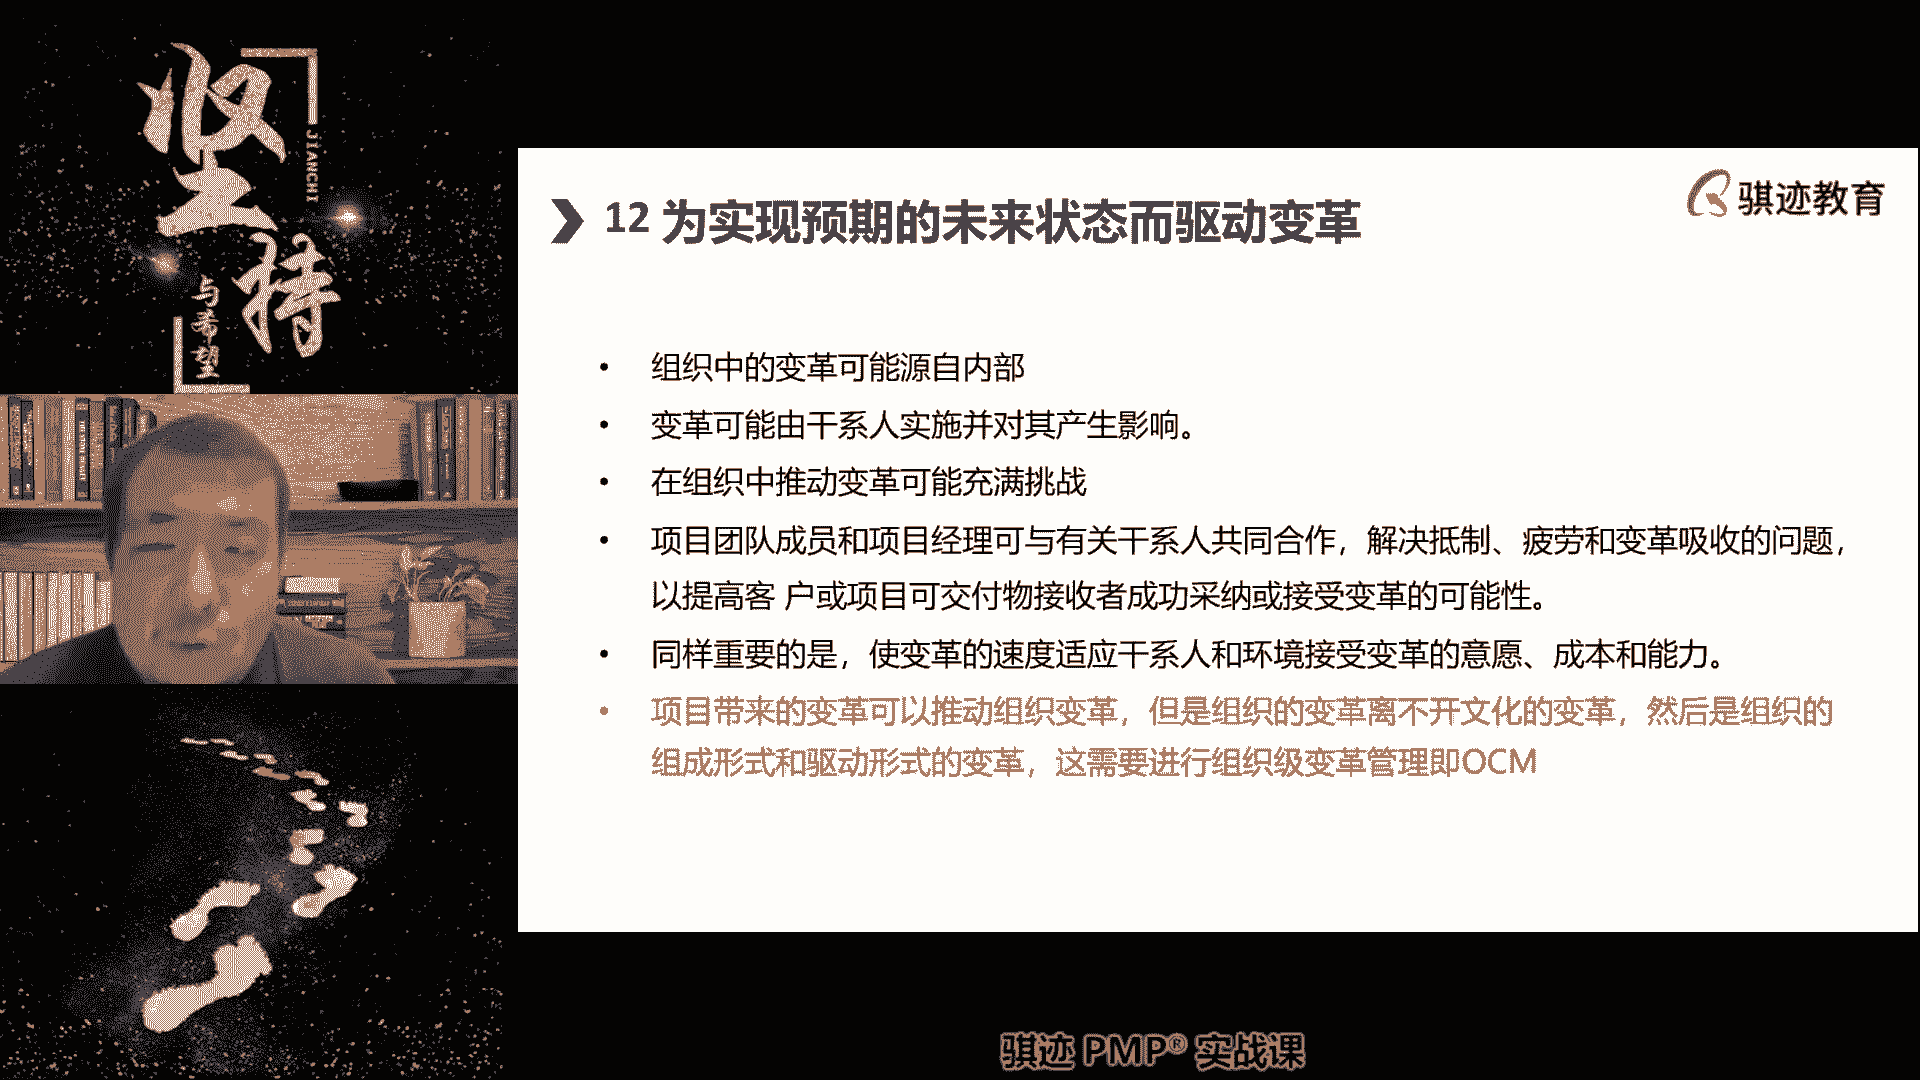 坚持
JIANCHI
与希望
骐迹教育
12 为实现预期的未来状态而驱动变革
• 组织中的变革可能源自内部
• 变革可能由干系人实施并对其产生影响。
• 在组织中推动变革可能充满挑战
• 项目团队成员和项目经理可与有关干系人共同合作，解决抵制、疲劳和变革吸收的问题，
以提高客 户或项目可交付物接收者成功采纳或接受变革的可能性。
• 同样重要的是，使变革的速度适应干系人和环境接受变革的意愿、成本和能力。
• 项目带来的变革可以推动组织变革，但是组织的变革离不开文化的变革，然后是组织的
组成形式和驱动形式的变革，这需要进行组织级变革管理即OCM
骐迹 PMP® 实战课